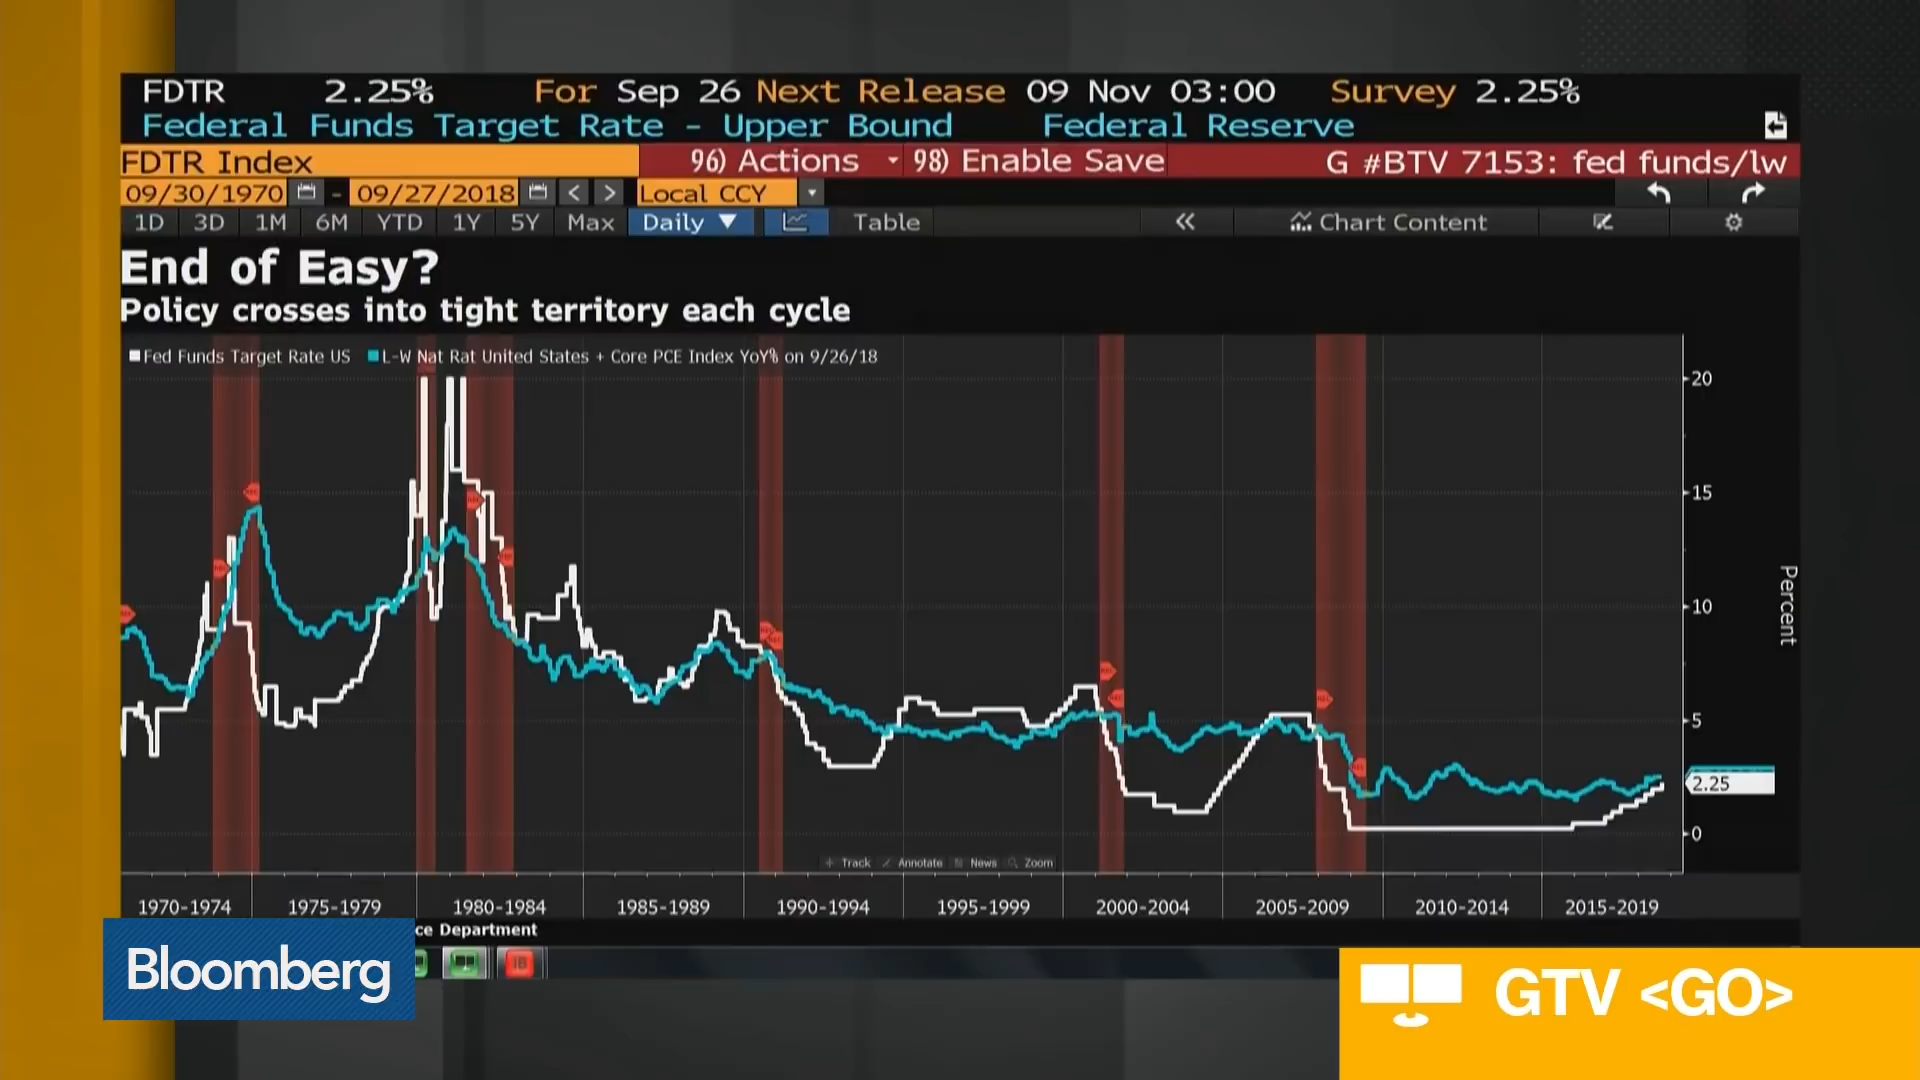 FDTR 2.25% For Sep 26 Next Release 09 Nov 03:00 Survey 2.25%
Federal Funds Target Rate - Upper Bound Federal Reserve
FDTR Index 96) Actions 98) Enable Save G #BTV 7153: fed funds/lw
09/30/1970 - 09/27/2018 < > Local CCY
1D 3D 1M 6M YTD 1Y 5Y Max Daily ▼ Table « Chart Content
End of Easy?
Policy crosses into tight territory each cycle
Fed Funds Target Rate US L-W Nat Rat United States + Core PCE Index YoY% on 9/26/18
20
15
10
5
2.25
0
Percent
Track Annotate News Zoom
1970-1974 1975-1979 1980-1984 1985-1989 1990-1994 1995-1999 2000-2004 2005-2009 2010-2014 2015-2019
ce Department
IB
Bloomberg
GTV <GO>